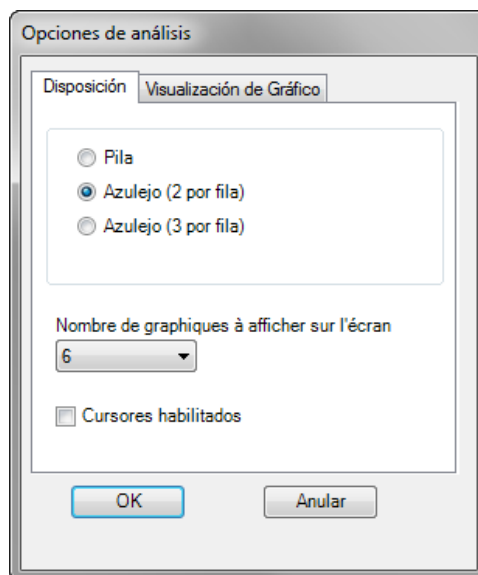 Opciones de análisis
Disposición Visualización de Gráfico
Pila
Azulejo (2 por fila)
Azulejo (3 por fila)
Nombre de graphiques à afficher sur l'écran
6
Cursores habilitados
OK Anular